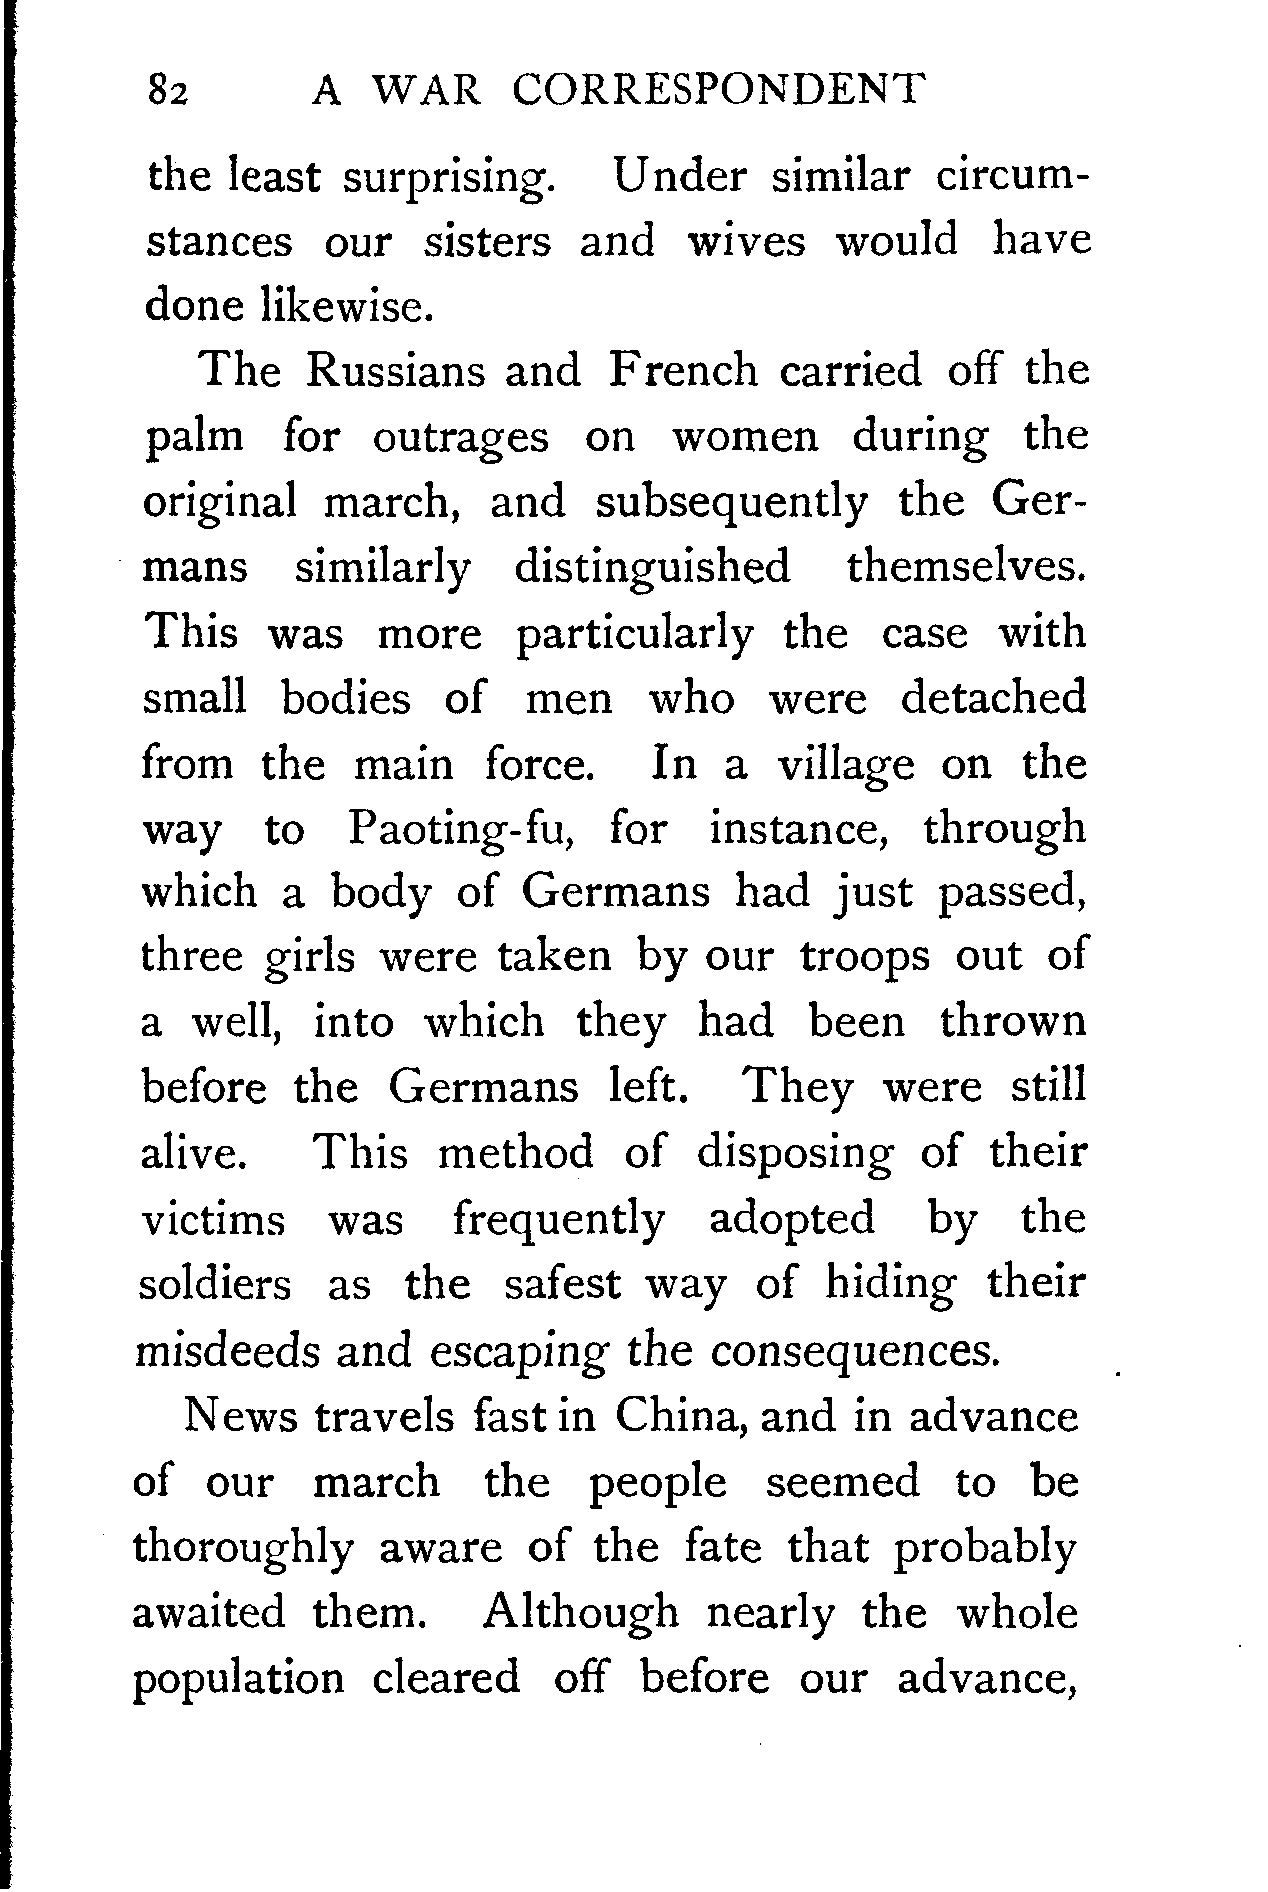 82 A WAR CORRESPONDENT
the least surprising. Under similar circum-
stances our sisters and wives would have
done likewise.
The Russians and French carried off the
palm for outrages on women during the
original march, and subsequently the Ger-
mans similarly distinguished themselves.
This was more particularly the case with
small bodies of men who were detached
from the main force. In a village on the
way to Paoting-fu, for instance, through
which a body of Germans had just passed,
three girls were taken by our troops out of
a well, into which they had been thrown
before the Germans left. They were still
alive. This method of disposing of their
victims was frequently adopted by the
soldiers as the safest way of hiding their
misdeeds and escaping the consequences.
News travels fast in China, and in advance
of our march the people seemed to be
thoroughly aware of the fate that probably
awaited them. Although nearly the whole
population cleared off before our advance,